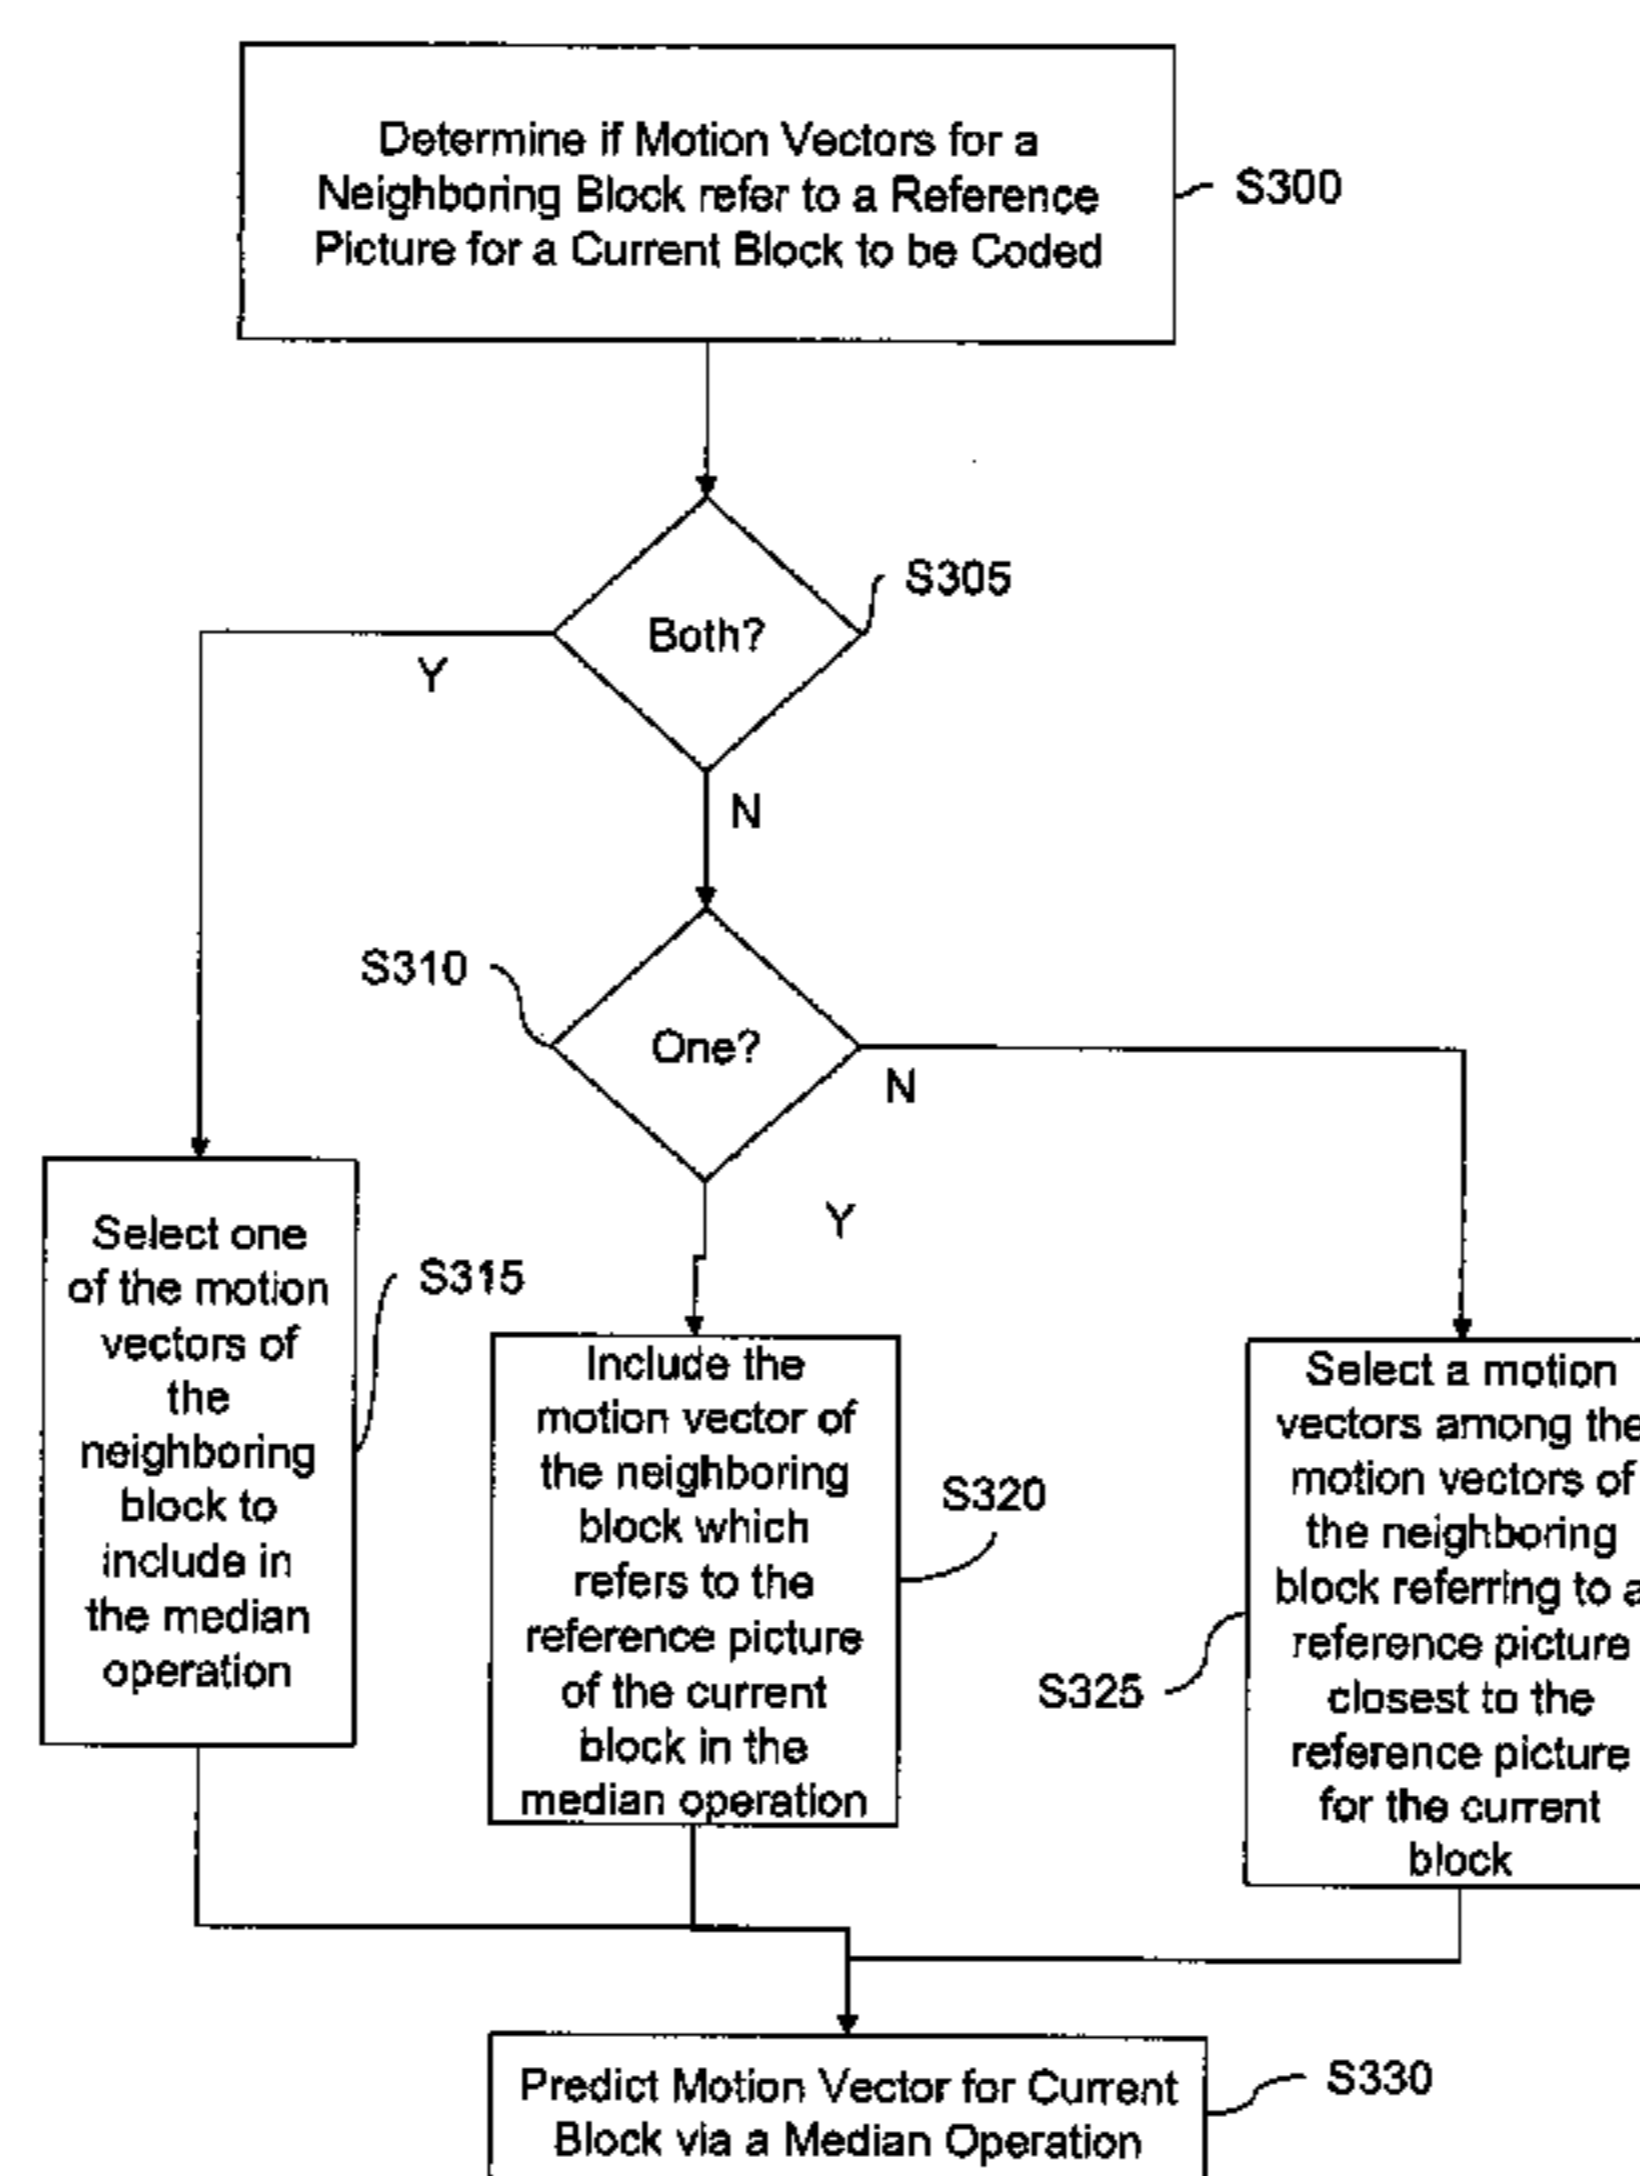 Determine if Motion Vectors for a
Neighboring Block refer to a Reference
Picture for a Current Block to be Coded
S300
S305
Both?
Y
N
S310
One?
N
Y
Select one
of the motion
vectors of
the
neighboring
block to
include in
the median
operation
S315
Include the
motion vector of
the neighboring
block which
refers to the
reference picture
of the current
block in the
median operation
S320
Select a motion
vectors among the
motion vectors of
the neighboring
block referring to a
reference picture
closest to the
reference picture
for the current
block
S325
Predict Motion Vector for Current
Block via a Median Operation
S330